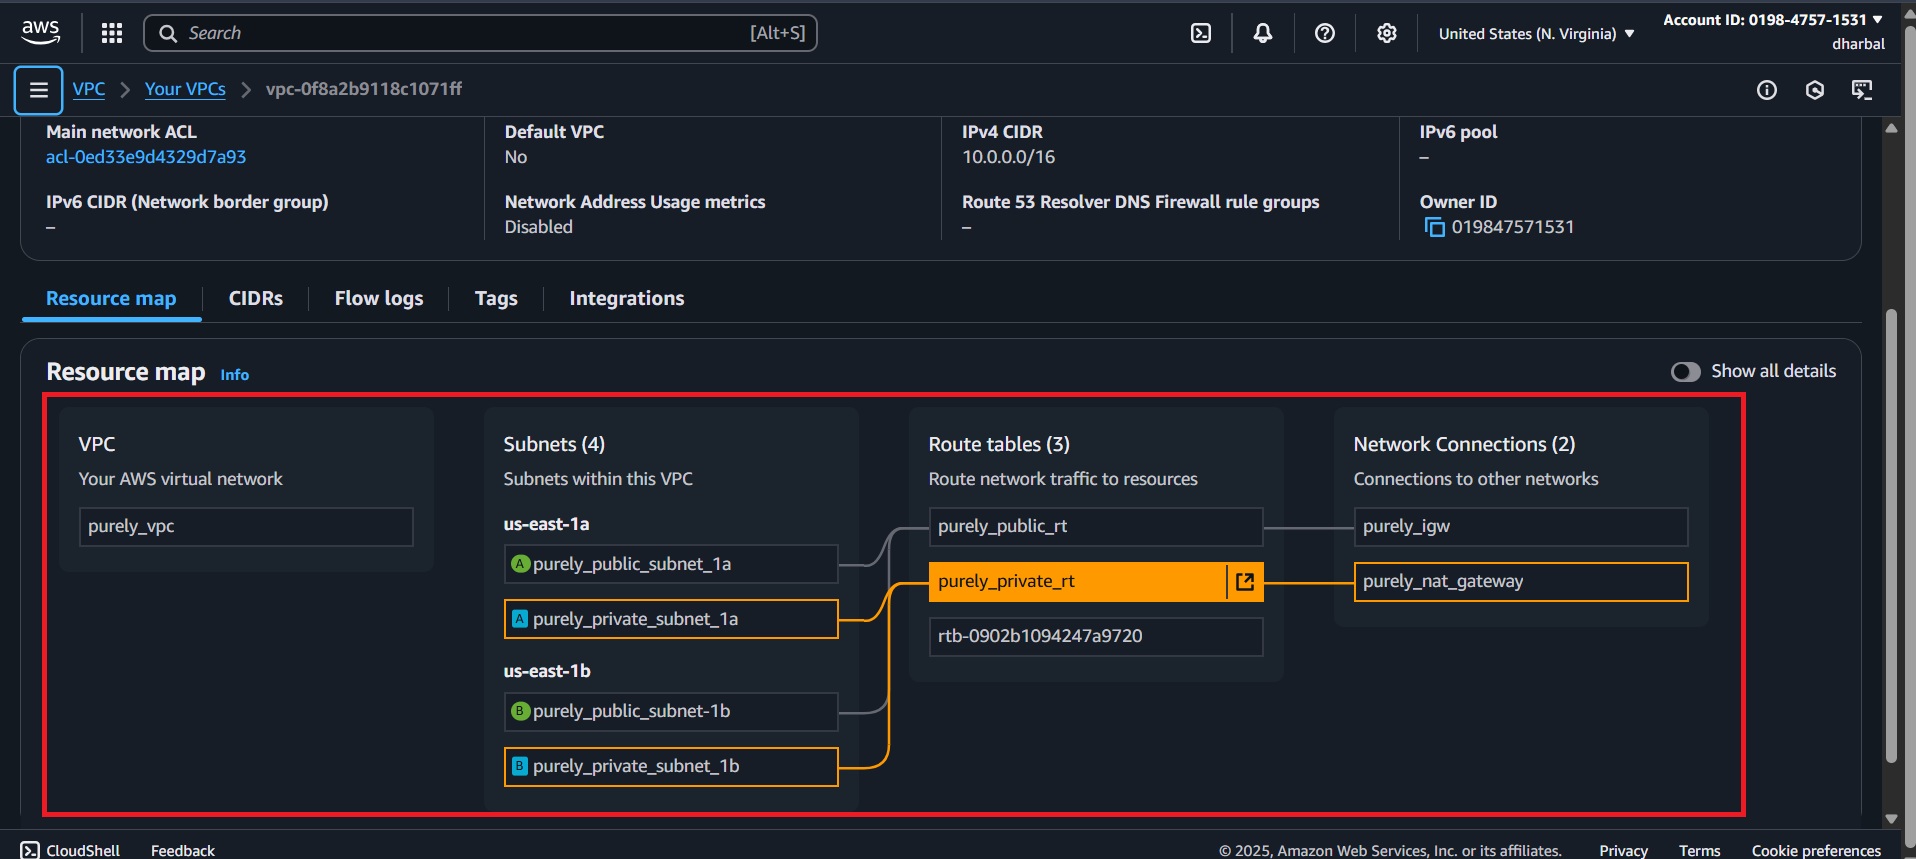 aws
Search [Alt+S]
United States (N. Virginia) ▼
Account ID: 0198-4757-1531 ▼
dharbal
VPC > Your VPCs > vpc-0f8a2b9118c1071ff
Main network ACL
acl-0ed33e9d4329d7a93
Default VPC
No
IPv4 CIDR
10.0.0.0/16
IPv6 pool
–
IPv6 CIDR (Network border group)
–
Network Address Usage metrics
Disabled
Route 53 Resolver DNS Firewall rule groups
–
Owner ID
019847571531
Resource map
CIDRs
Flow logs
Tags
Integrations
Resource map Info
Show all details
VPC
Your AWS virtual network
purely_vpc
Subnets (4)
Subnets within this VPC
us-east-1a
A purely_public_subnet_1a
A purely_private_subnet_1a
us-east-1b
B purely_public_subnet-1b
B purely_private_subnet_1b
Route tables (3)
Route network traffic to resources
purely_public_rt
purely_private_rt
rtb-0902b1094247a9720
Network Connections (2)
Connections to other networks
purely_igw
purely_nat_gateway
CloudShell
Feedback
© 2025, Amazon Web Services, Inc. or its affiliates.
Privacy
Terms
Cookie preferences